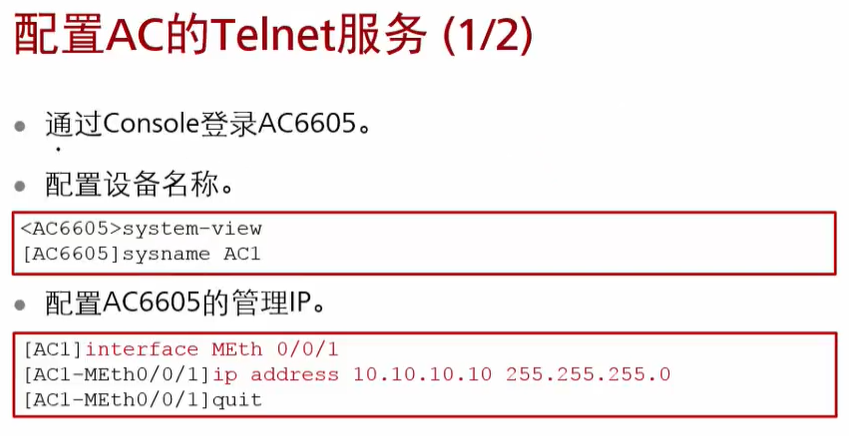 配置AC的Telnet服务 (1/2)
通过Console登录AC6605。
配置设备名称。
<AC6605>system-view
[AC6605]sysname AC1
配置AC6605的管理IP。
[AC1]interface MEth 0/0/1
[AC1-MEth0/0/1]ip address 10.10.10.10 255.255.255.0
[AC1-MEth0/0/1]quit